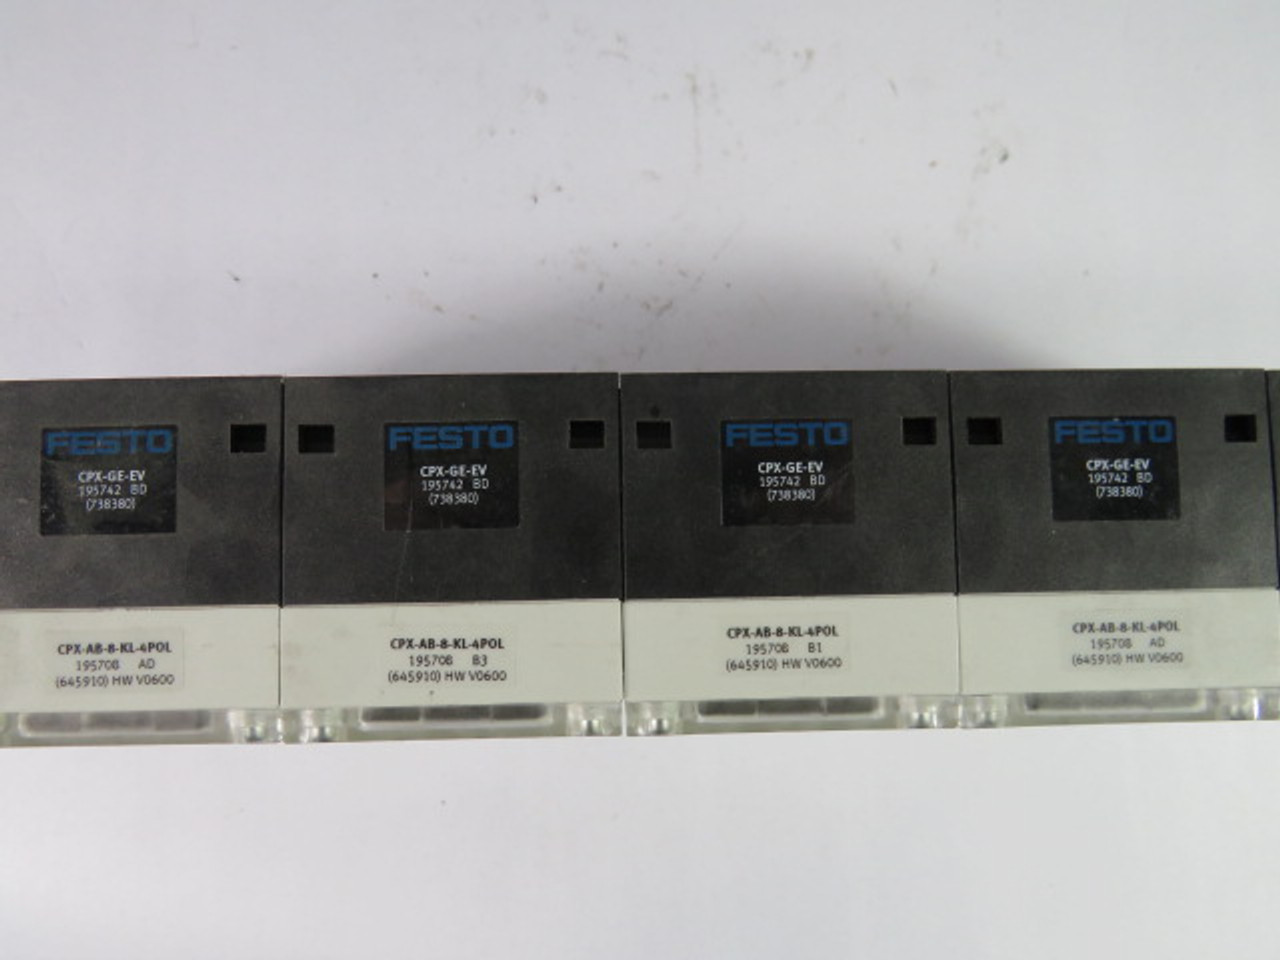 FESTO
CPX-GE-EV
195742 BD
(738380)
CPX-AB-8-KL-4POL
195708 AD
(645910) HW V0600
FESTO
CPX-GE-EV
195742 BD
(738380)
CPX-AB-8-KL-4POL
195708 B3
(645910) HW V0600
FESTO
CPX-GE-EV
195742 BD
(738380)
CPX-AB-8-KL-4POL
195708 B1
(645910) HW V0600
FESTO
CPX-GE-EV
195742 BD
(738380)
CPX-AB-8-KL-4POL
195708 AD
(645910) HW V0600